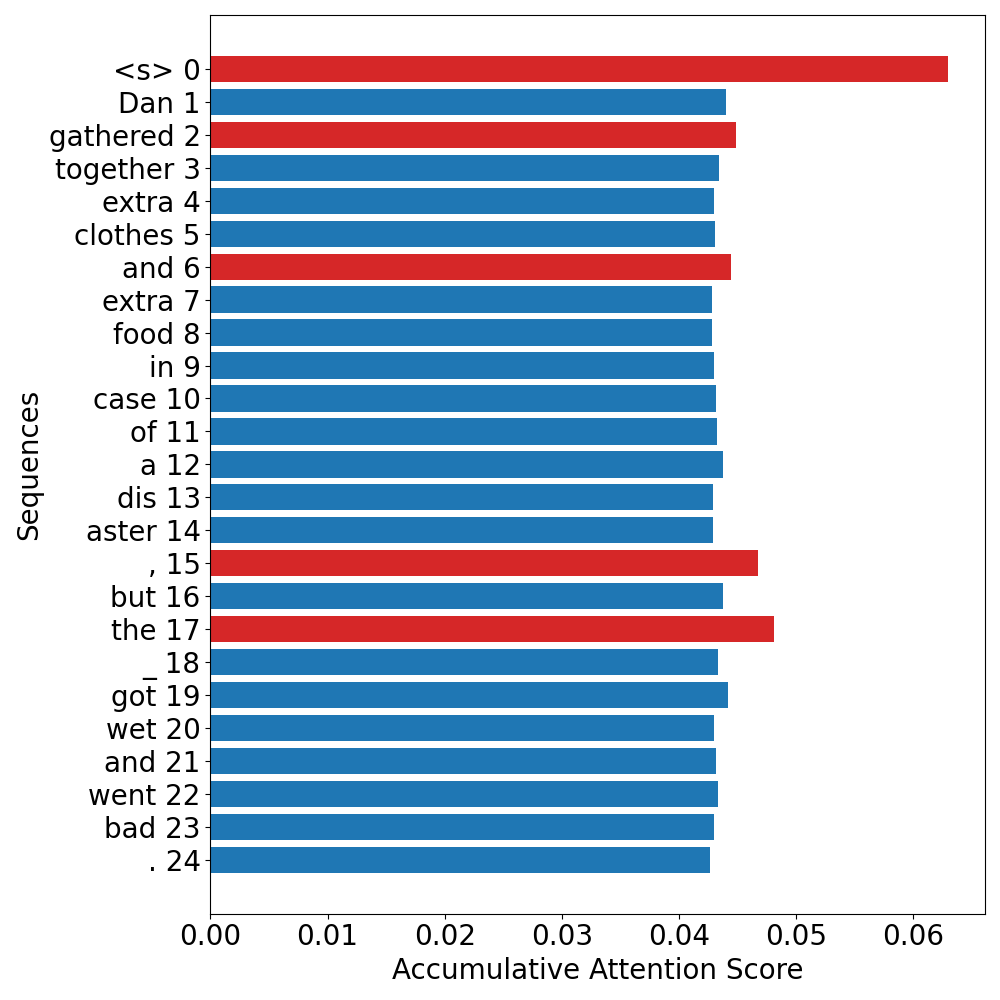 <s> 0
Dan 1
gathered 2
together 3
extra 4
clothes 5
and 6
extra 7
food 8
in 9
case 10
of 11
a 12
dis 13
aster 14
, 15
but 16
the 17
_ 18
got 19
wet 20
and 21
went 22
bad 23
. 24
Sequences
0.00 0.01 0.02 0.03 0.04 0.05 0.06
Accumulative Attention Score